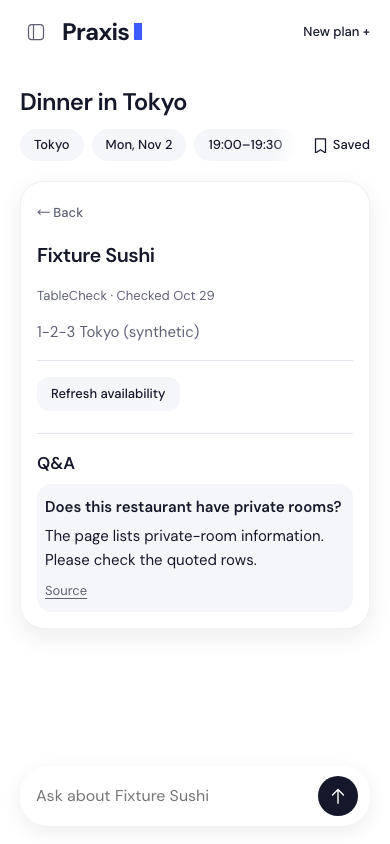 Praxis
New plan +
Dinner in Tokyo
Tokyo
Mon, Nov 2
19:00–19:30
Saved
← Back
Fixture Sushi
TableCheck · Checked Oct 29
1-2-3 Tokyo (synthetic)
Refresh availability
Q&A
Does this restaurant have private rooms?
The page lists private-room information.
Please check the quoted rows.
Source
Ask about Fixture Sushi